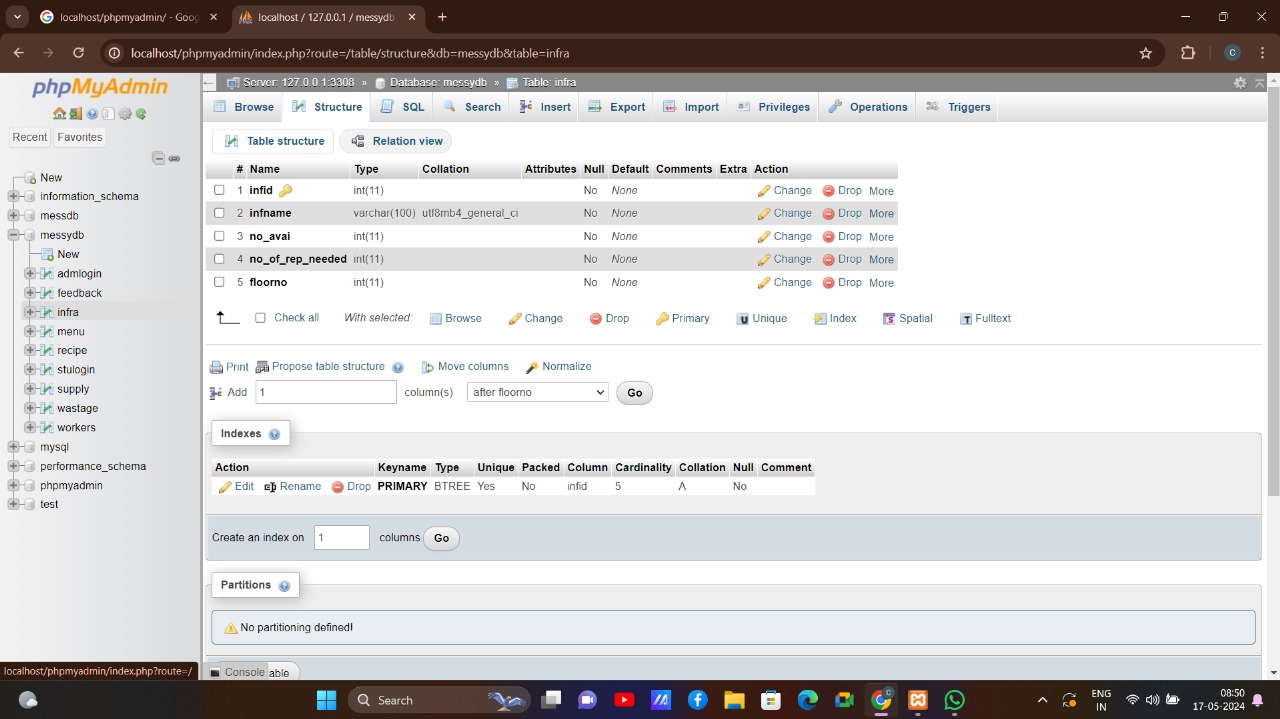 localhost/phpmyadmin/ - Goog
localhost / 127.0.0.1 / messydb
localhost/phpmyadmin/index.php?route=/table/structure&db=messydb&table=infra
C
phpMyAdmin
Recent Favorites
New
information_schema
messdb
messydb
New
admlogin
feedback
infra
menu
recipe
stulogin
supply
wastage
workers
mysql
performance_schema
phpmyadmin
test
localhost/phpmyadmin/index.php?route=/
Server: 127.0.0.1:3308 » Database: messydb » Table: infra
Browse Structure SQL Search Insert Export Import Privileges Operations Triggers
Table structure Relation view
# Name Type Collation Attributes Null Default Comments Extra Action
1 infid int(11) No None Change Drop More
2 infname varchar(100) utf8mb4_general_ci No None Change Drop More
3 no_avai int(11) No None Change Drop More
4 no_of_rep_needed int(11) No None Change Drop More
5 floorno int(11) No None Change Drop More
Check all With selected: Browse Change Drop Primary Unique Index Spatial Fulltext
Print Propose table structure Move columns Normalize
Add 1 column(s) after floorno Go
Indexes
Action Keyname Type Unique Packed Column Cardinality Collation Null Comment
Edit Rename Drop PRIMARY BTREE Yes No infid 5 A No
Create an index on 1 columns Go
Partitions
No partitioning defined!
Console able
Search
ENG
IN
08:50
17-05-2024